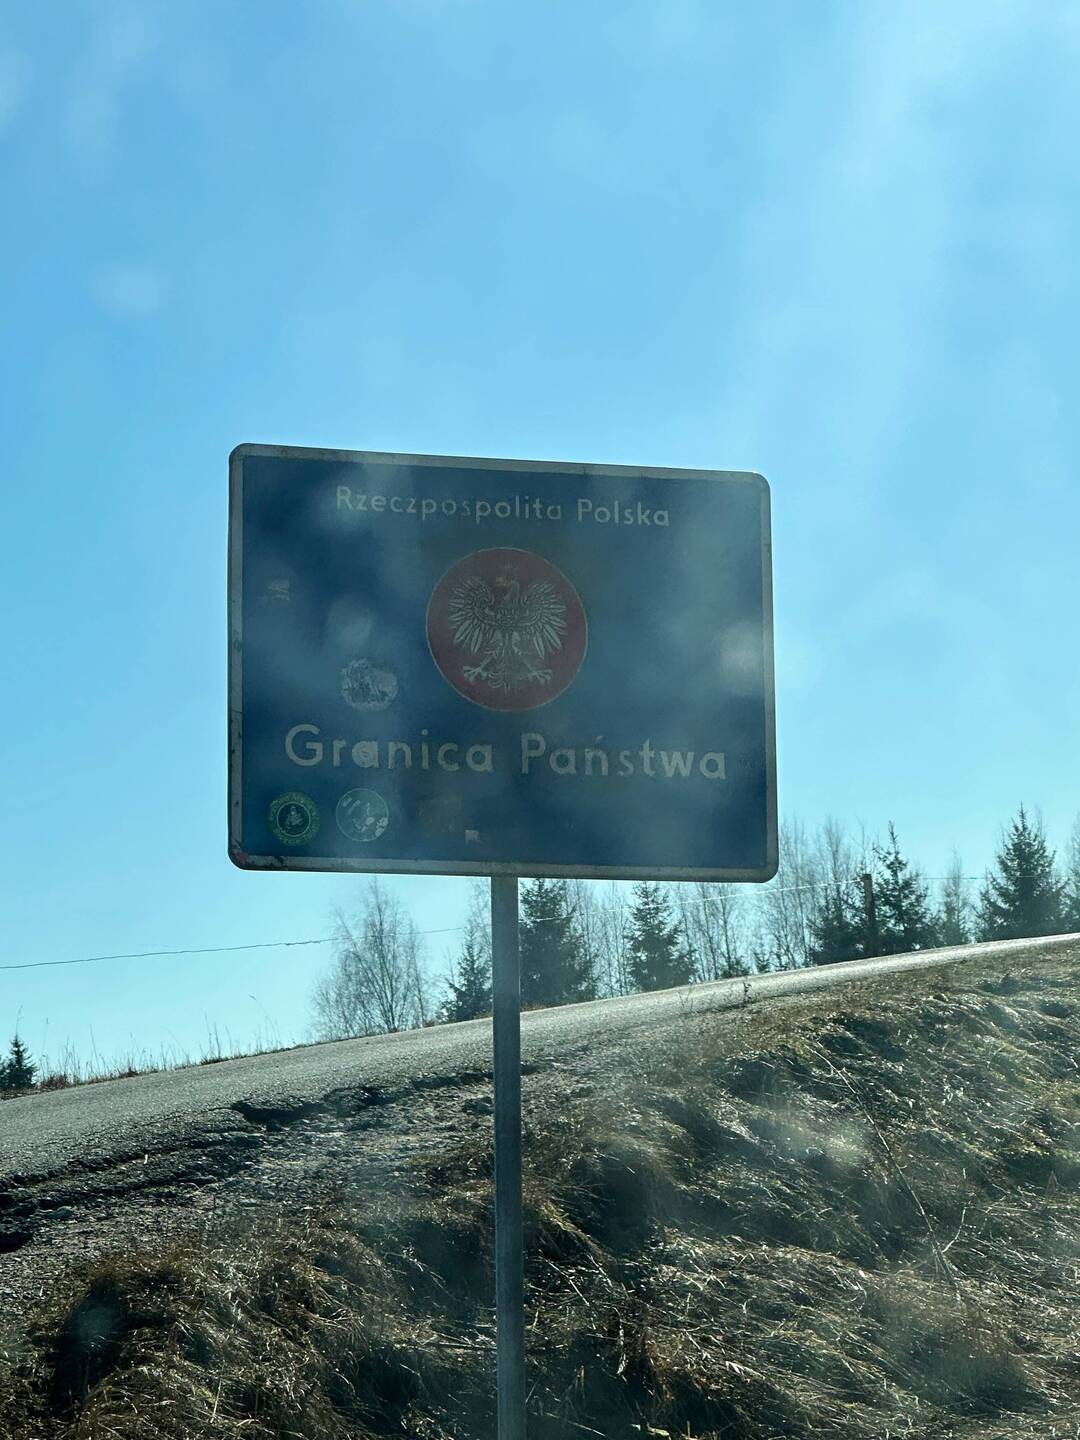 Rzeczpospolita Polska
Granica Państwa